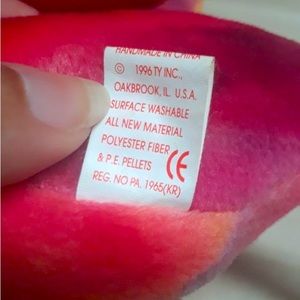 HANDMADE IN CHINA
© 1996 TY INC.,
OAKBROOK, IL. U.S.A.
SURFACE WASHABLE
ALL NEW MATERIAL
POLYESTER FIBER
& P.E. PELLETS CE
REG. NO PA. 1965(KR)